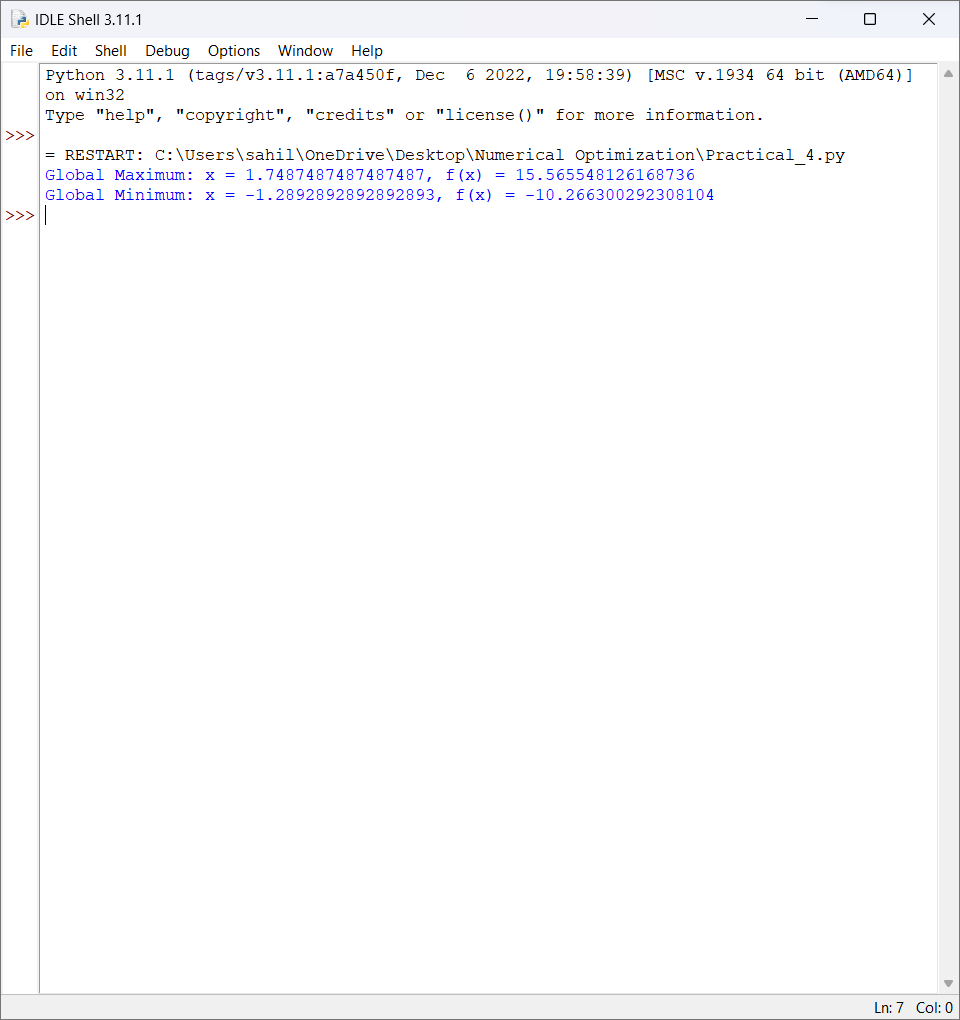 IDLE Shell 3.11.1
File Edit Shell Debug Options Window Help
Python 3.11.1 (tags/v3.11.1:a7a450f, Dec  6 2022, 19:58:39) [MSC v.1934 64 bit (AMD64)]
on win32
Type "help", "copyright", "credits" or "license()" for more information.
>>>
= RESTART: C:\Users\sahil\OneDrive\Desktop\Numerical Optimization\Practical_4.py
Global Maximum: x = 1.7487487487487487, f(x) = 15.565548126168736
Global Minimum: x = -1.2892892892892893, f(x) = -10.266300292308104
>>>
Ln: 7 Col: 0